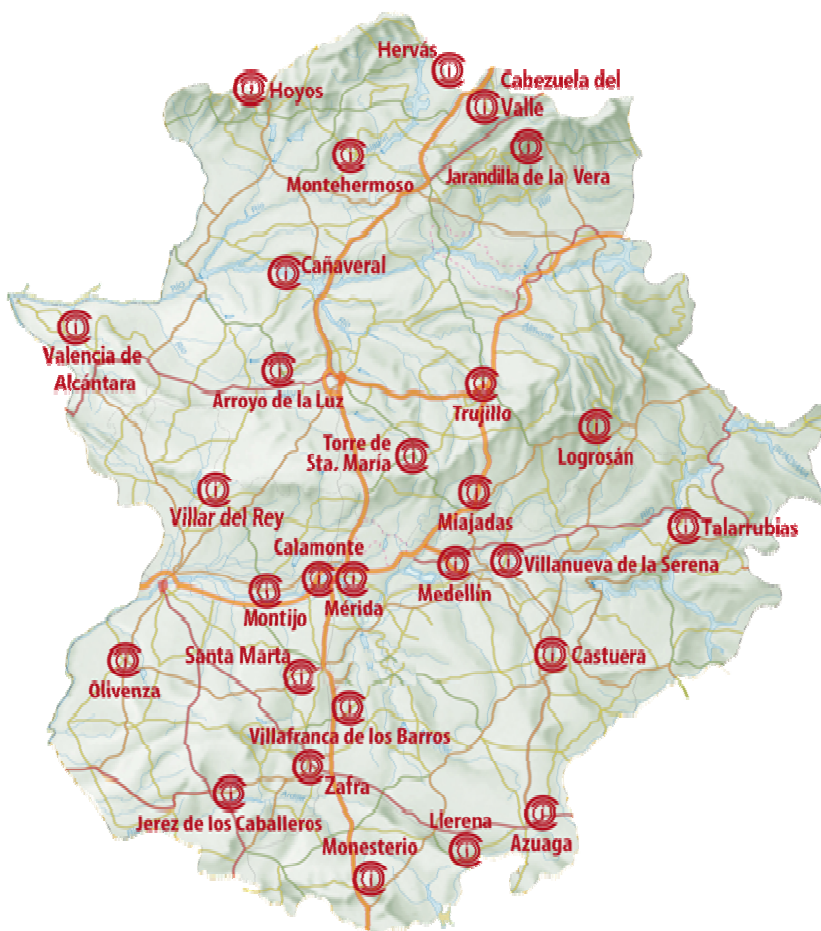 Hervás
Cabezuela del
Valle
Hoyos
Montehermoso
Jarandilla de la Vera
Cañaveral
Valencia de
Alcántara
Arroyo de la Luz
Trujillo
Torre de
Sta. María
Logrosán
Villar del Rey
Miajadas
Talarrubias
Calamonte
Villanueva de la Serena
Medellín
Montijo
Mérida
Santa Marta
Castuera
Olivenza
Villafranca de los Barros
Zafra
Jerez de los Caballeros
Llerena
Azuaga
Monesterio